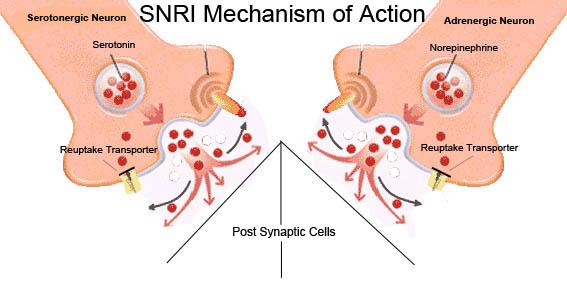 SNRI Mechanism of Action
Serotonergic Neuron
Adrenergic Neuron
Serotonin
Norepinephrine
Reuptake Transporter
Reuptake Transporter
Post Synaptic Cells